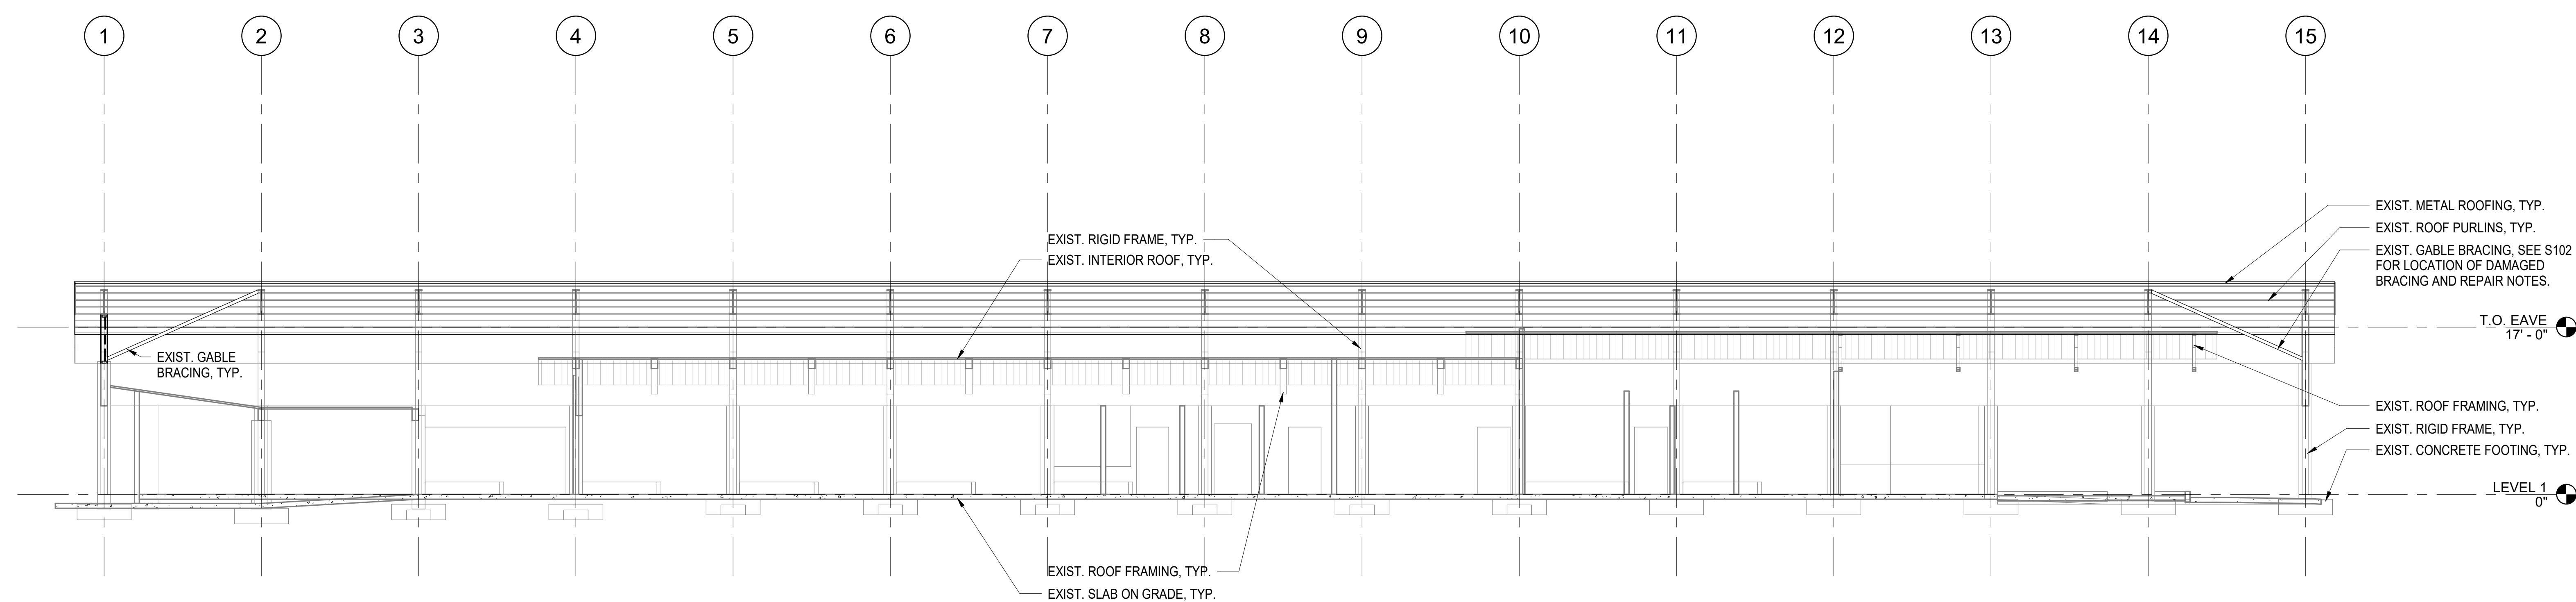 1
2
3
4
5
6
7
8
9
10
11
12
13
14
15
EXIST. METAL ROOFING, TYP.
EXIST. ROOF PURLINS, TYP.
EXIST. GABLE BRACING, SEE S102
FOR LOCATION OF DAMAGED
BRACING AND REPAIR NOTES.
EXIST. RIGID FRAME, TYP.
EXIST. INTERIOR ROOF, TYP.
T.O. EAVE
17' - 0"
EXIST. GABLE
BRACING, TYP.
EXIST. ROOF FRAMING, TYP.
EXIST. RIGID FRAME, TYP.
EXIST. CONCRETE FOOTING, TYP.
LEVEL 1
0"
EXIST. ROOF FRAMING, TYP.
EXIST. SLAB ON GRADE, TYP.